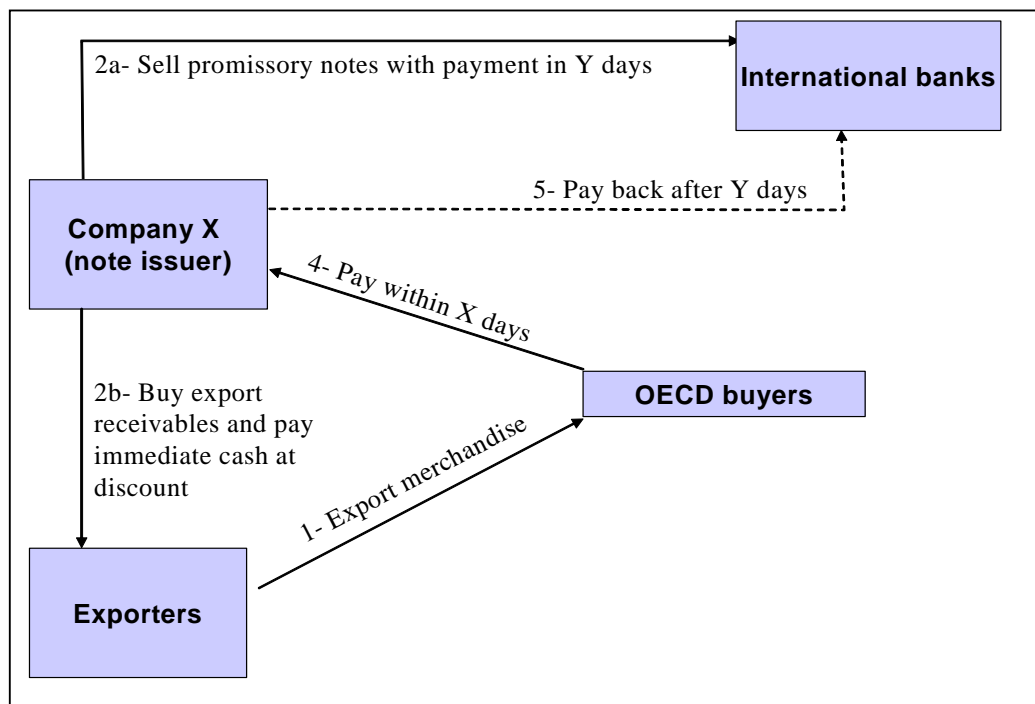 2a- Sell promissory notes with payment in Y days
International banks
5- Pay back after Y days
Company X
(note issuer)
4- Pay within X days
2b- Buy export
receivables and pay
immediate cash at
discount
OECD buyers
1- Export merchandise
Exporters